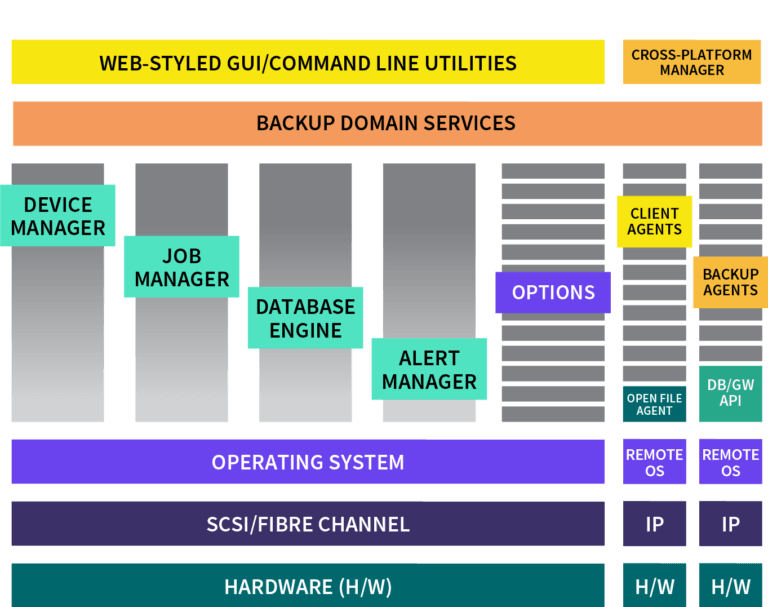 WEB-STYLED GUI/COMMAND LINE UTILITIES
CROSS-PLATFORM
MANAGER
BACKUP DOMAIN SERVICES
DEVICE
MANAGER
JOB
MANAGER
DATABASE
ENGINE
ALERT
MANAGER
OPTIONS
CLIENT
AGENTS
BACKUP
AGENTS
OPEN FILE
AGENT
DB/GW
API
OPERATING SYSTEM
REMOTE
OS
REMOTE
OS
SCSI/FIBRE CHANNEL
IP
IP
HARDWARE (H/W)
H/W
H/W